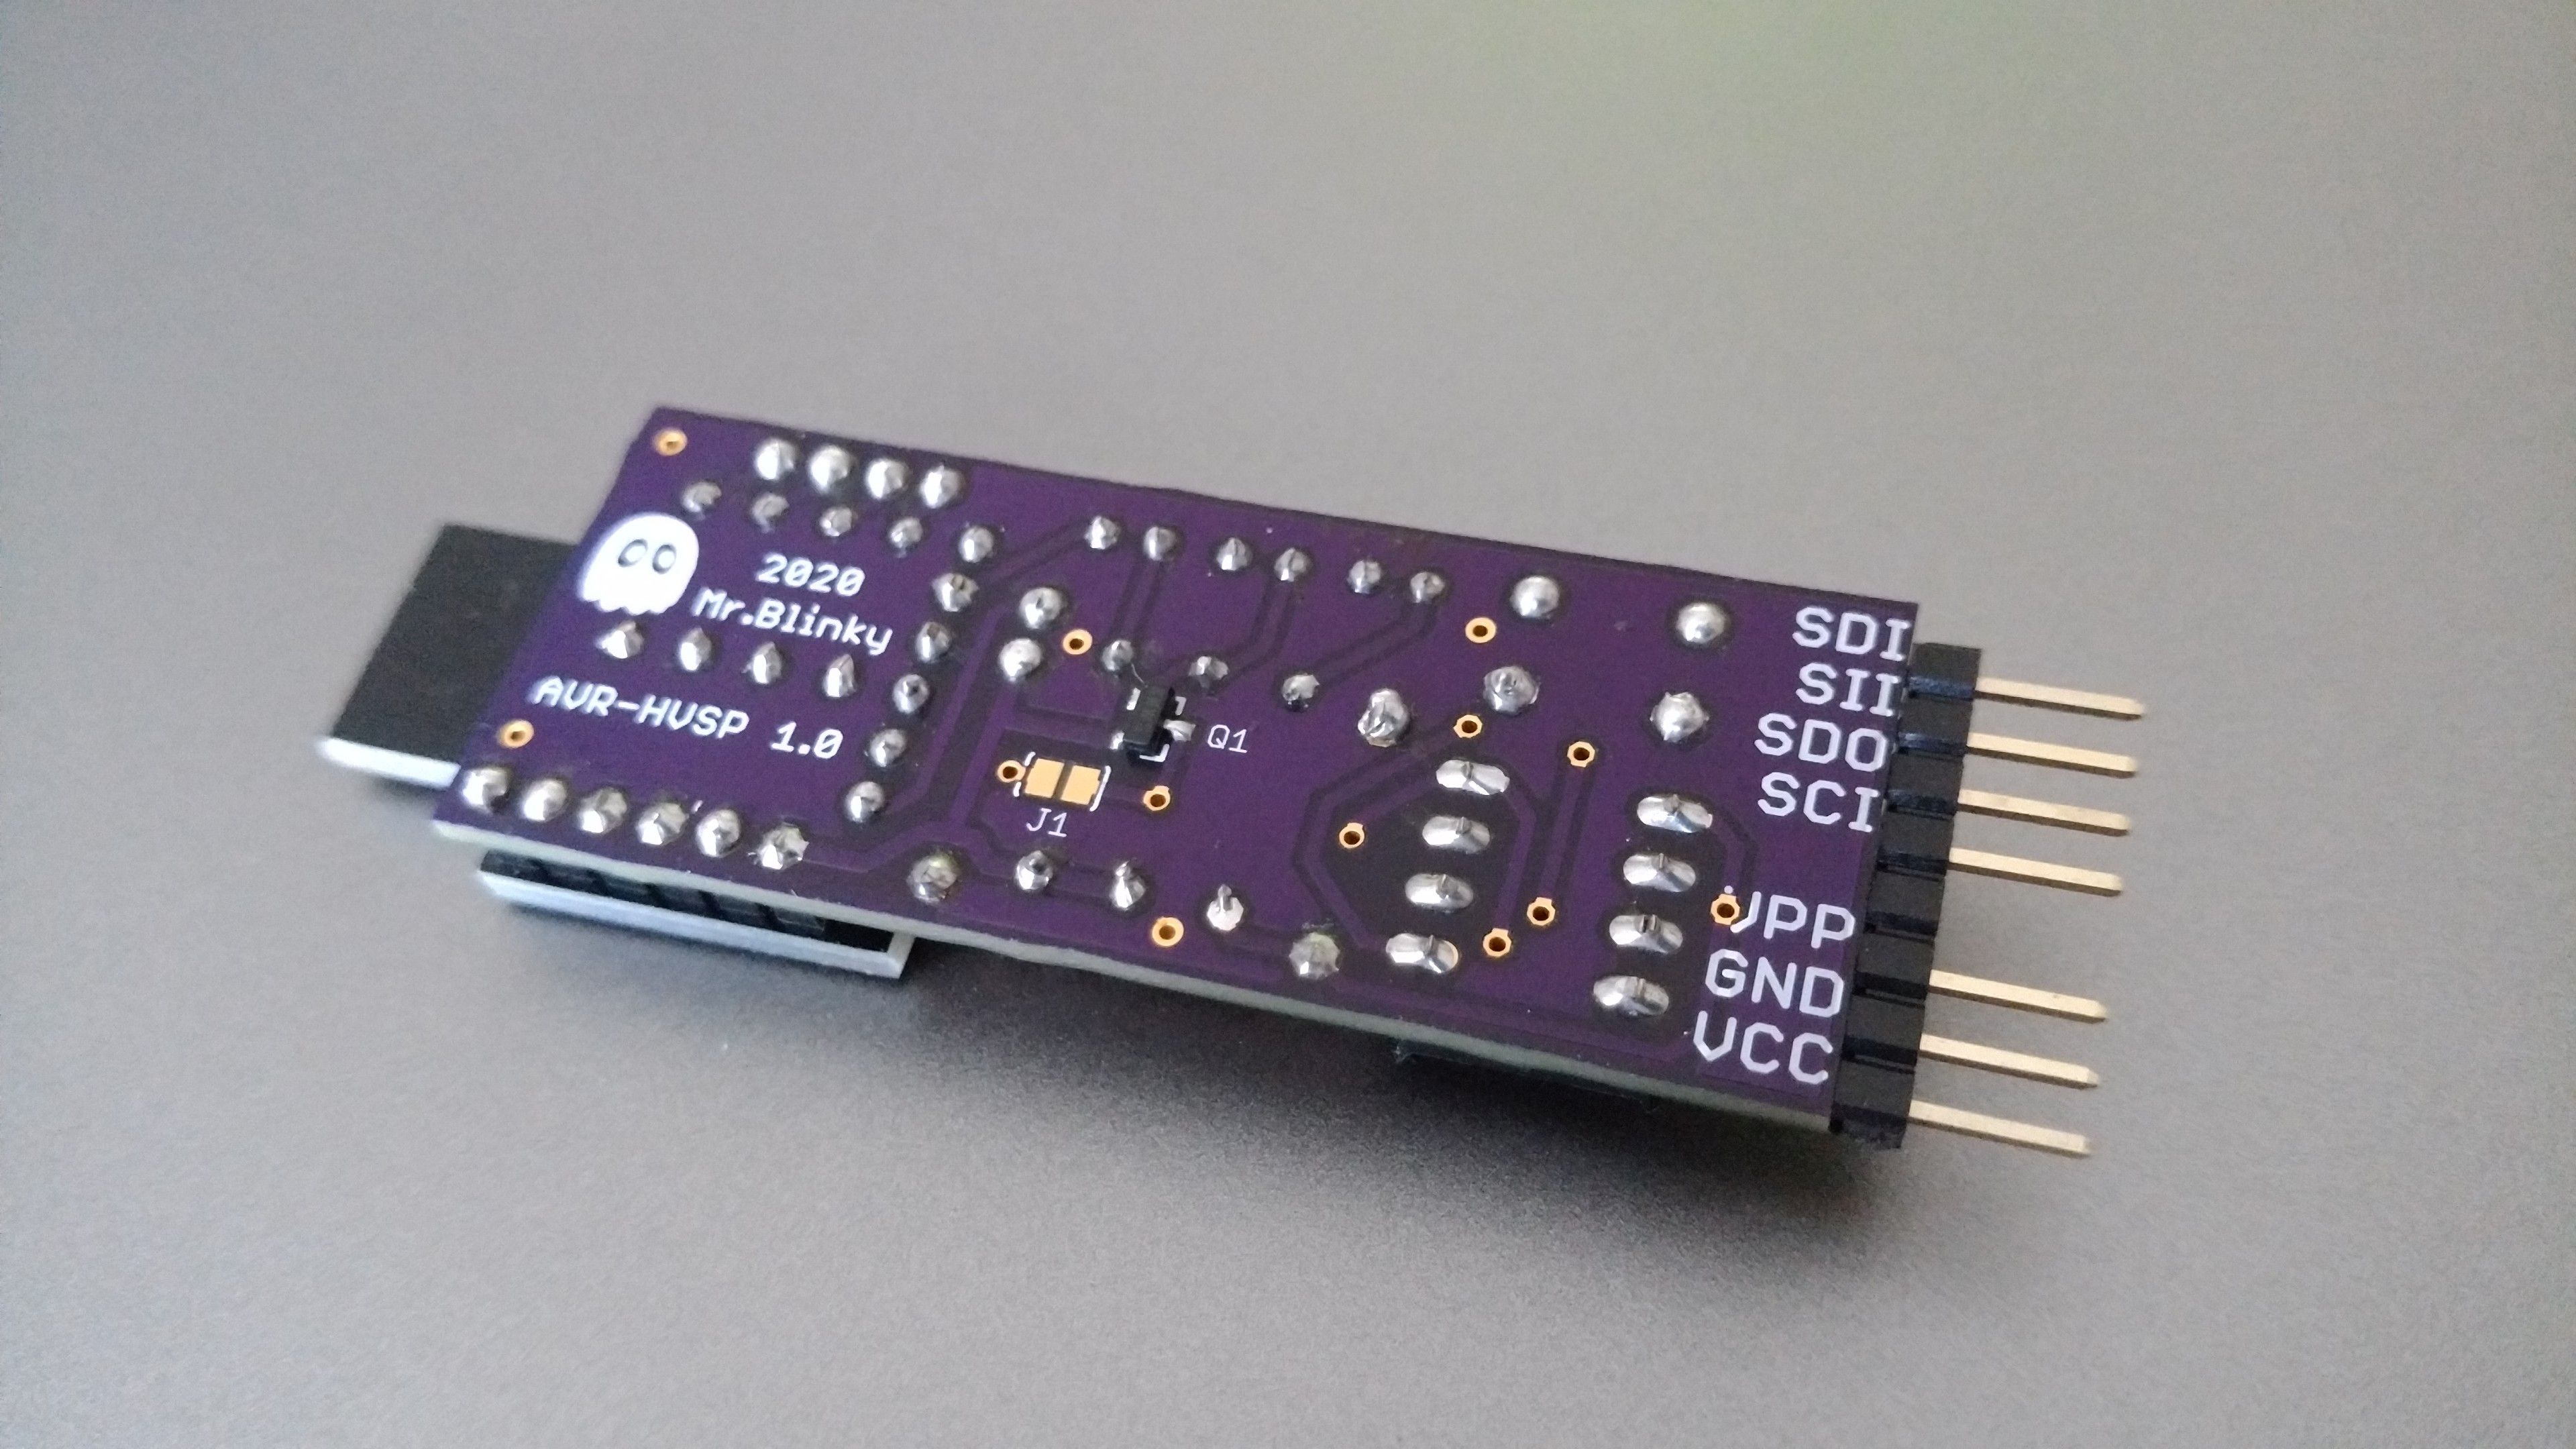 2020
Mr.Blinky
AVR-HVSP 1.0
Q1
J1
SDI
SII
SDO
SCI
VPP
GND
VCC